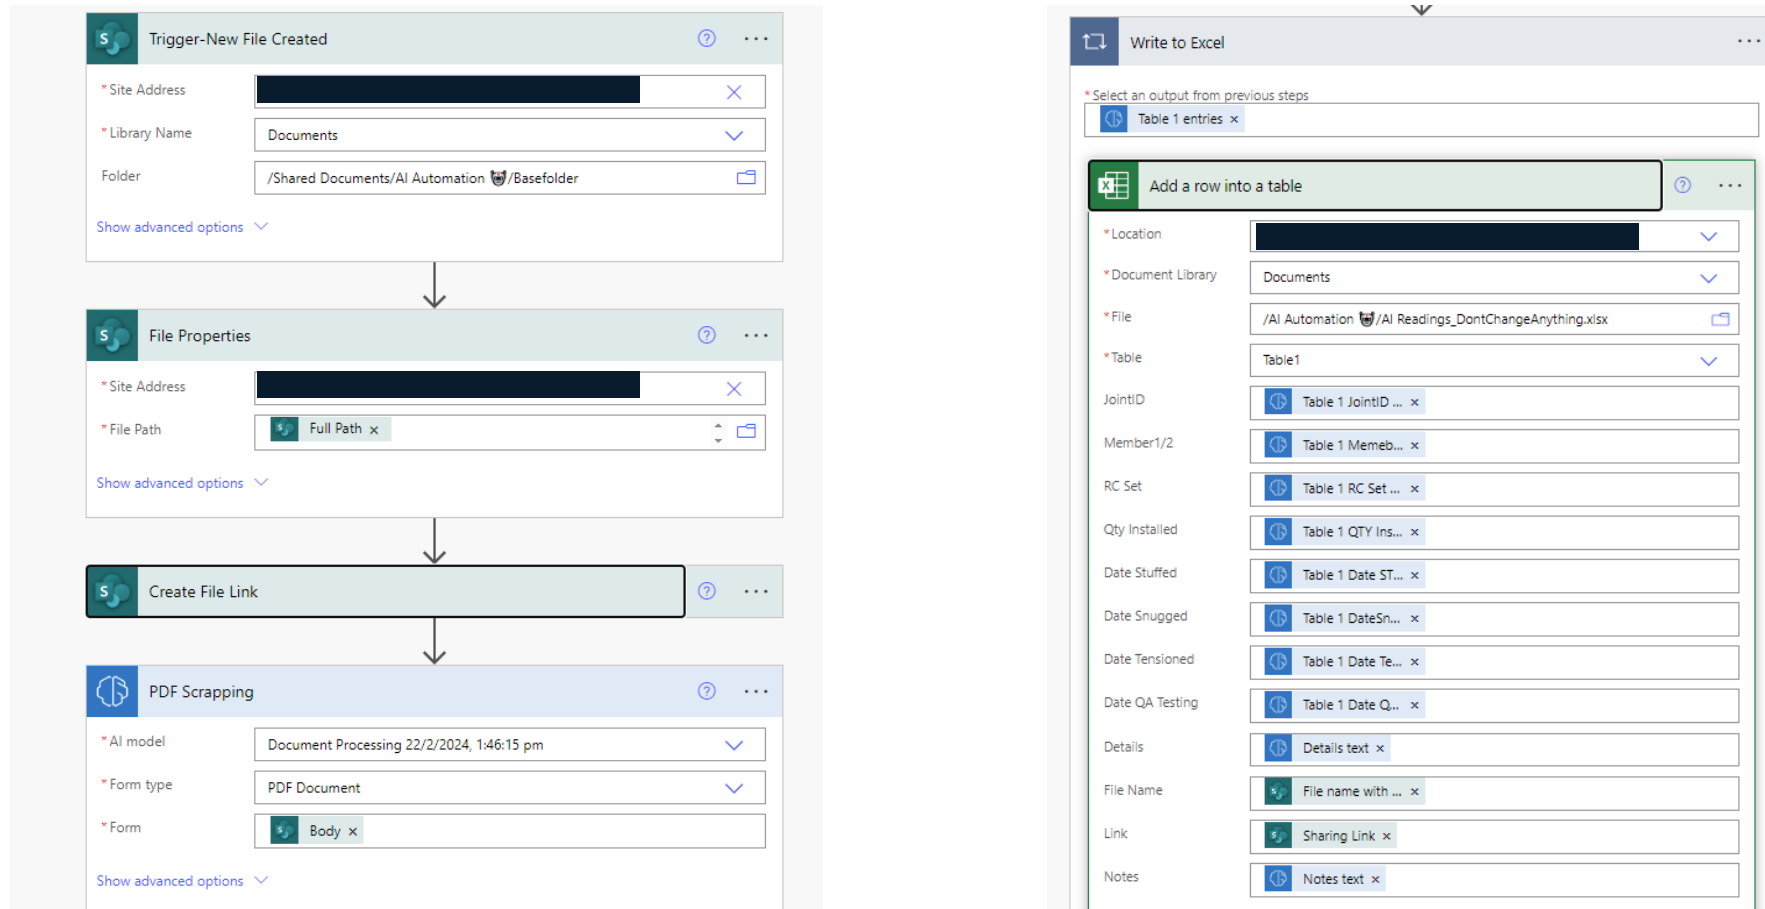 Trigger-New File Created
*Site Address
*Library Name Documents
Folder /Shared Documents/AI Automation /Basefolder
Show advanced options
File Properties
*Site Address
*File Path Full Path ×
Show advanced options
Create File Link
PDF Scrapping
*AI model Document Processing 22/2/2024, 1:46:15 pm
*Form type PDF Document
*Form Body ×
Show advanced options
Write to Excel
*Select an output from previous steps
Table 1 entries ×
Add a row into a table
*Location
*Document Library Documents
*File /AI Automation /AI Readings_DontChangeAnything.xlsx
*Table Table1
JointID Table 1 JointID ... ×
Member1/2 Table 1 Memeb... ×
RC Set Table 1 RC Set ... ×
Qty Installed Table 1 QTY Ins... ×
Date Stuffed Table 1 Date ST... ×
Date Snugged Table 1 DateSn... ×
Date Tensioned Table 1 Date Te... ×
Date QA Testing Table 1 Date Q... ×
Details Details text ×
File Name File name with ... ×
Link Sharing Link ×
Notes Notes text ×